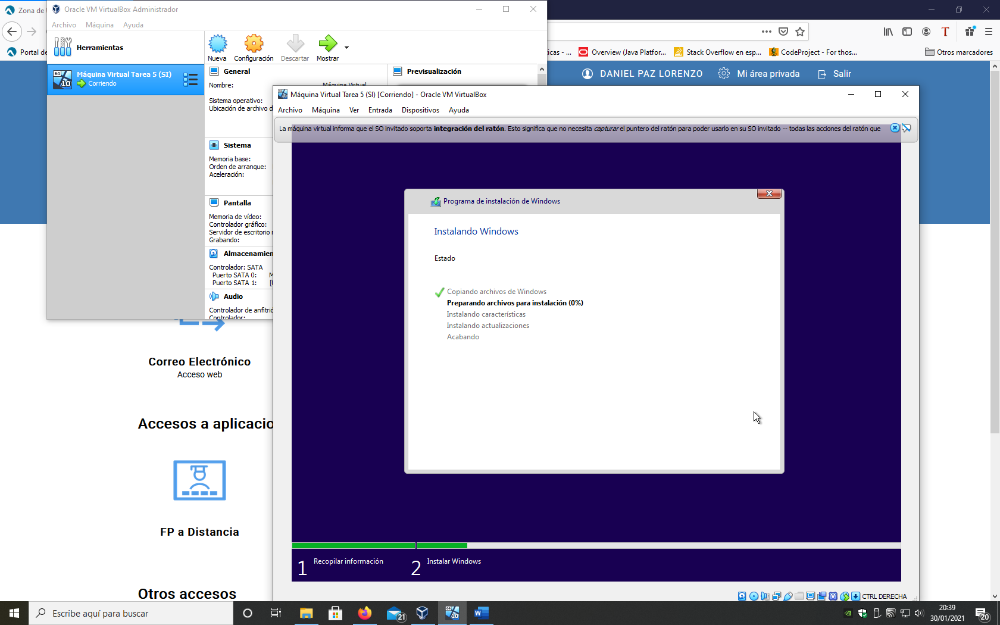 Zona de
Oracle VM VirtualBox Administrador
Archivo Máquina Ayuda
Herramientas
Nueva Configuración Descartar Mostrar
Portal de
icas - ... Overview (Java Platfor... Stack Overflow en esp... CodeProject - For thos... Otros marcadores
DANIEL PAZ LORENZO Mi área privada Salir
64
10
Máquina Virtual Tarea 5 (SI)
Corriendo
General
Previsualización
Nombre: Máquina Virtual
Sistema operativo:
Ubicación de archivo d
Sistema
Memoria base:
Orden de arranque:
Aceleración:
Pantalla
Memoria de vídeo:
Controlador gráfico:
Servidor de escritorio r
Grabando:
Almacenamien
Controlador: SATA
Puerto SATA 0: M
Puerto SATA 1: [U
Audio
Controlador de anfitrió
Controlador:
Máquina Virtual Tarea 5 (SI) [Corriendo] - Oracle VM VirtualBox
Archivo Máquina Ver Entrada Dispositivos Ayuda
La máquina virtual informa que el SO invitado soporta integración del ratón. Esto significa que no necesita capturar el puntero del ratón para poder usarlo en su SO invitado -- todas las acciones del ratón que
Programa de instalación de Windows
Instalando Windows
Estado
Copiando archivos de Windows
Preparando archivos para instalación (0%)
Instalando características
Instalando actualizaciones
Acabando
1 Recopilar información 2 Instalar Windows
CTRL DERECHA
Correo Electrónico
Acceso web
Accesos a aplicacio
FP a Distancia
Otros accesos
Escribe aquí para buscar
21
20:39
30/01/2021
20